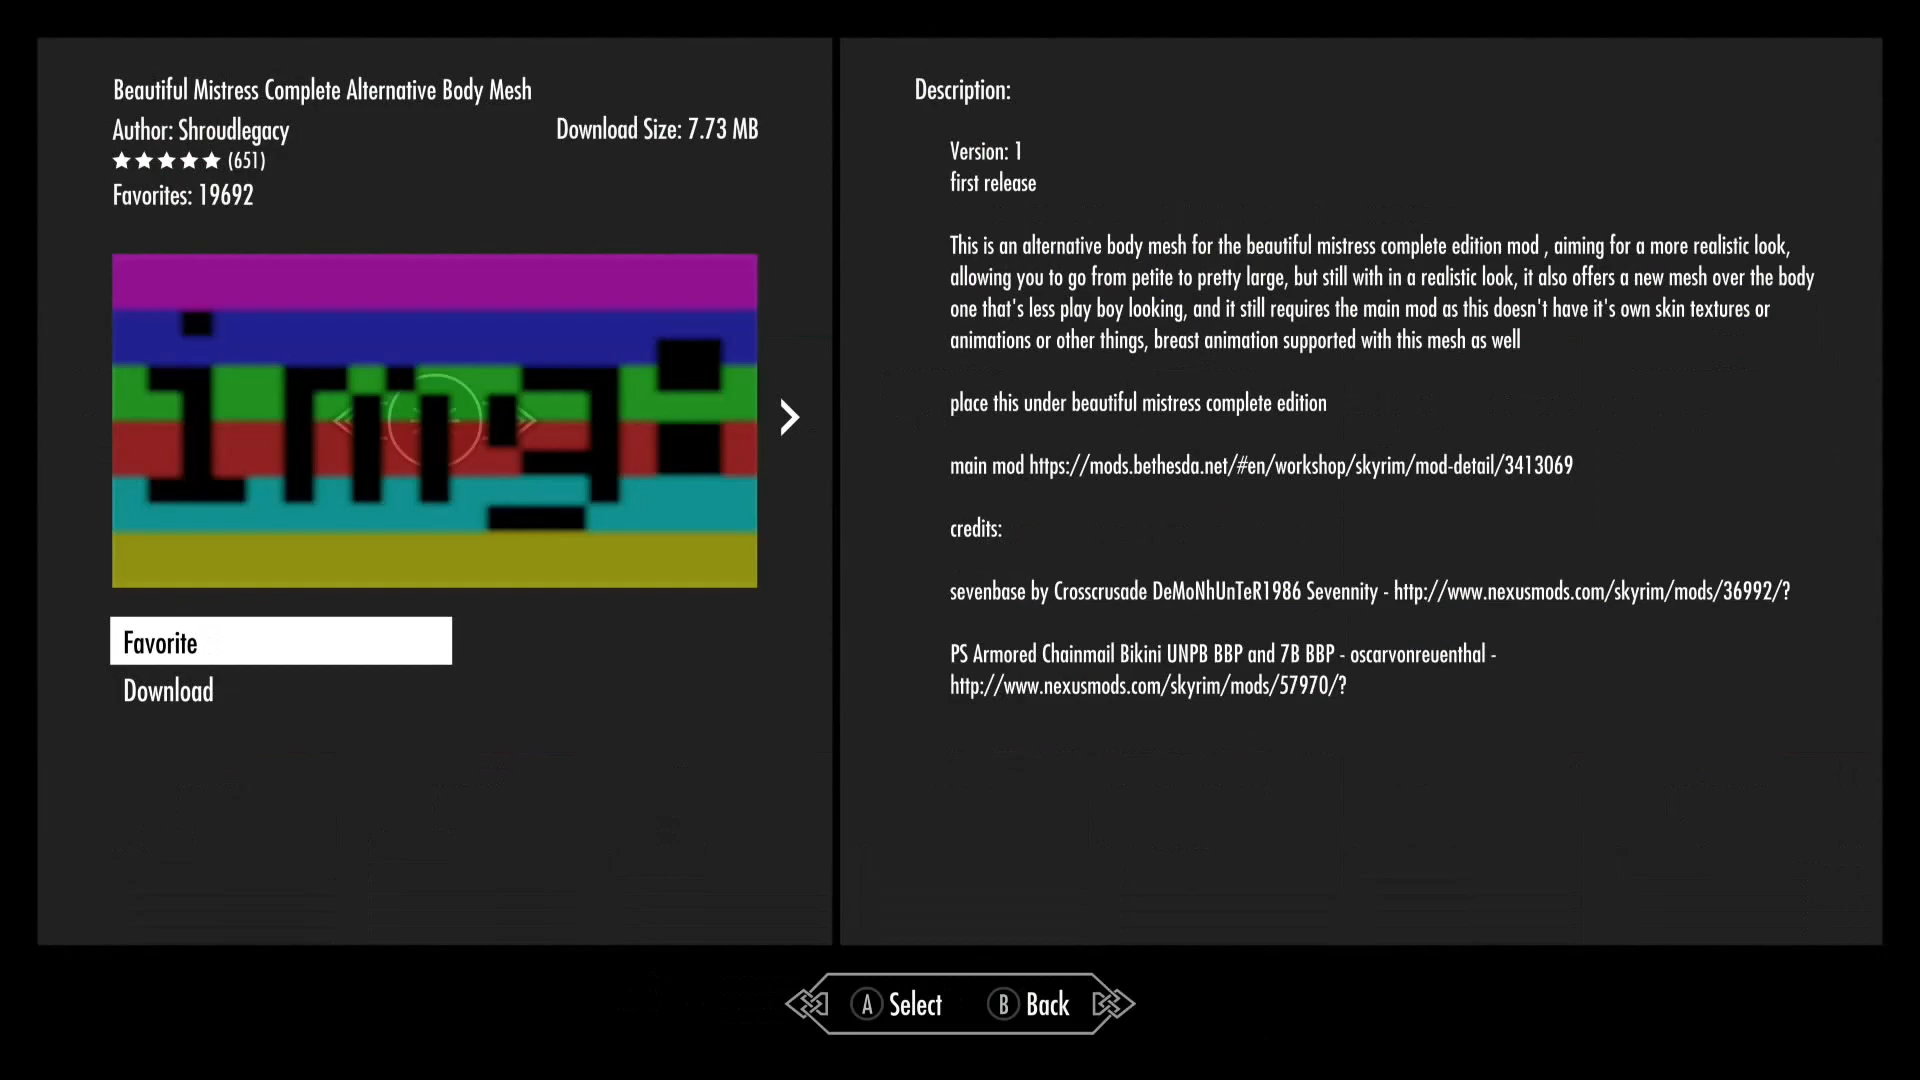 Beautiful Mistress Complete Alternative Body Mesh
Author: Shroudlegacy
Download Size: 7.73 MB
(651)
Favorites: 19692
img:
Favorite
Download
Description:
Version: 1
first release
This is an alternative body mesh for the beautiful mistress complete edition mod , aiming for a more realistic look,
allowing you to go from petite to pretty large, but still with in a realistic look, it also offers a new mesh over the body
one that's less play boy looking, and it still requires the main mod as this doesn't have it's own skin textures or
animations or other things, breast animation supported with this mesh as well
place this under beautiful mistress complete edition
main mod https://mods.bethesda.net/#en/workshop/skyrim/mod-detail/3413069
credits:
sevenbase by Crosscrusade DeMoNhUnTeR1986 Sevennity - http://www.nexusmods.com/skyrim/mods/36992/?
PS Armored Chainmail Bikini UNPB BBP and 7B BBP - oscarvonreuenthal -
http://www.nexusmods.com/skyrim/mods/57970/?
A Select B Back